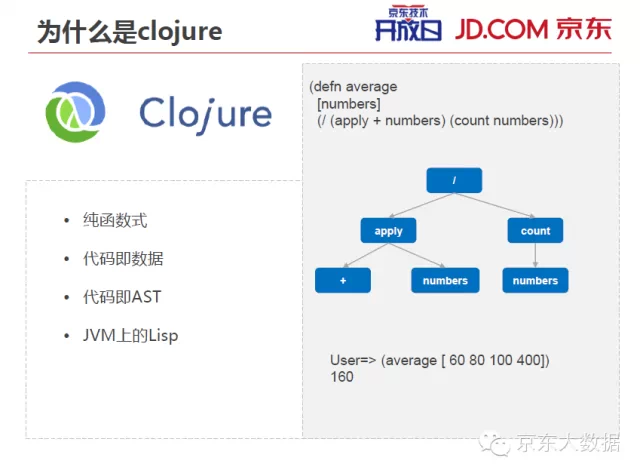 为什么是clojure
京东技术
开放日
JD.COM 京东
Clojure
纯函数式
代码即数据
代码即AST
JVM上的Lisp
(defn average
[numbers]
(/ (apply + numbers) (count numbers)))
/
apply
count
+
numbers
numbers
User=> (average [ 60 80 100 400])
160
京东大数据